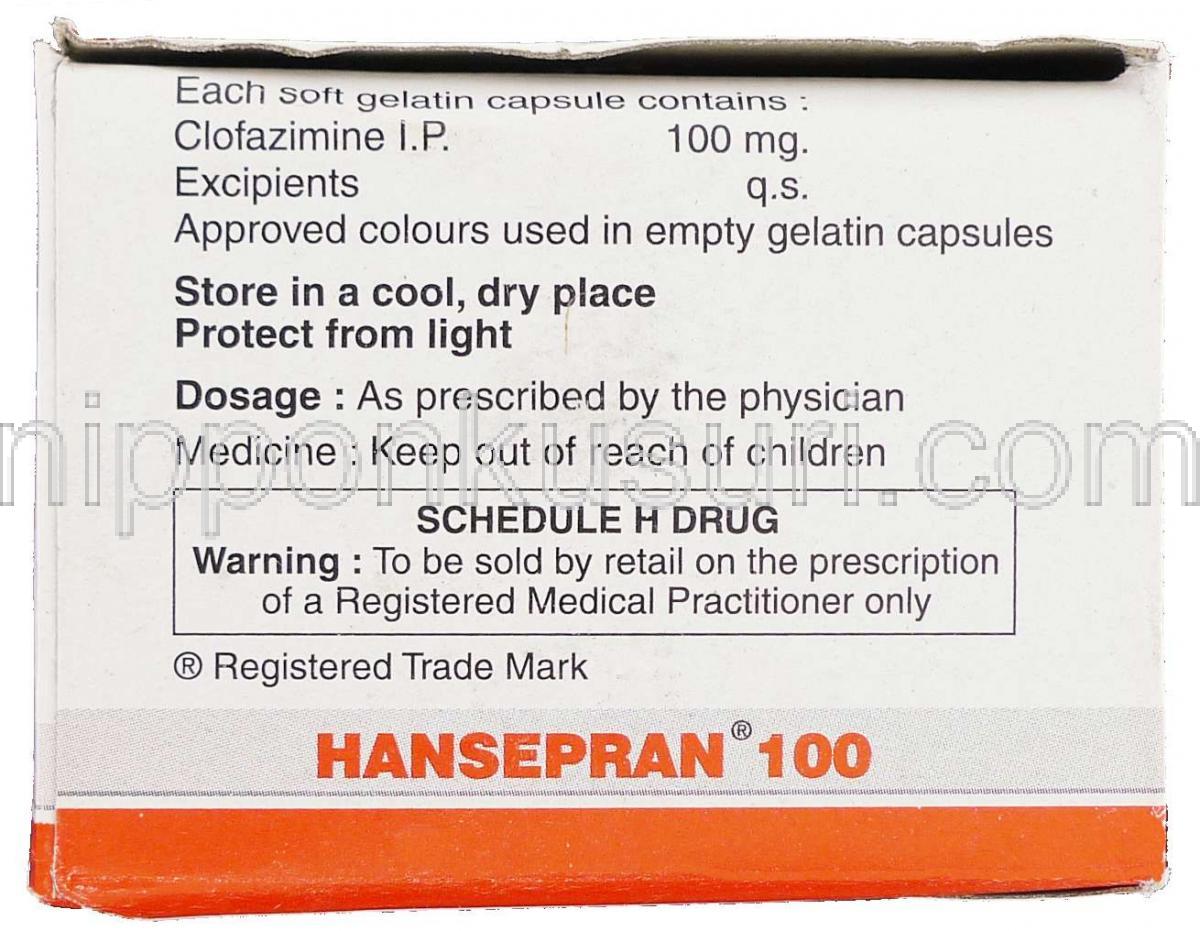 Each soft gelatin capsule contains :
Clofazimine I.P. 100 mg.
Excipients q.s.
Approved colours used in empty gelatin capsules
Store in a cool, dry place
Protect from light
Dosage : As prescribed by the physician
Medicine : Keep out of reach of children
nipponkusuri.com
SCHEDULE H DRUG
Warning : To be sold by retail on the prescription
of a Registered Medical Practitioner only
® Registered Trade Mark
HANSEPRAN® 100